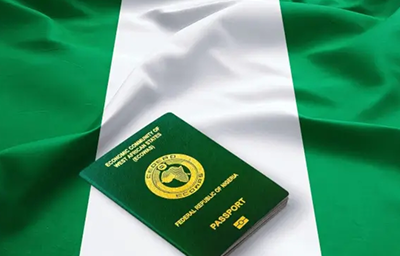 ECONOMIC COMMUNITY OF
WEST AFRICAN STATES
(ECOWAS)
FEDERAL REPUBLIC OF NIGERIA
PASSPORT